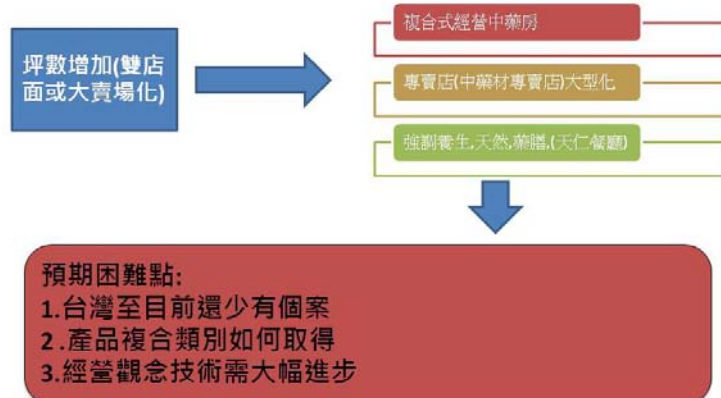 坪數增加(雙店
面或大賣場化)
複合式經營中藥房
專賣店(中藥材專賣店)大型化
強調養生,天然,藥膳,(天仁餐廳)
預期困難點:
1.台灣至目前還少有個案
2.產品複合類別如何取得
3.經營觀念技術需大幅進步